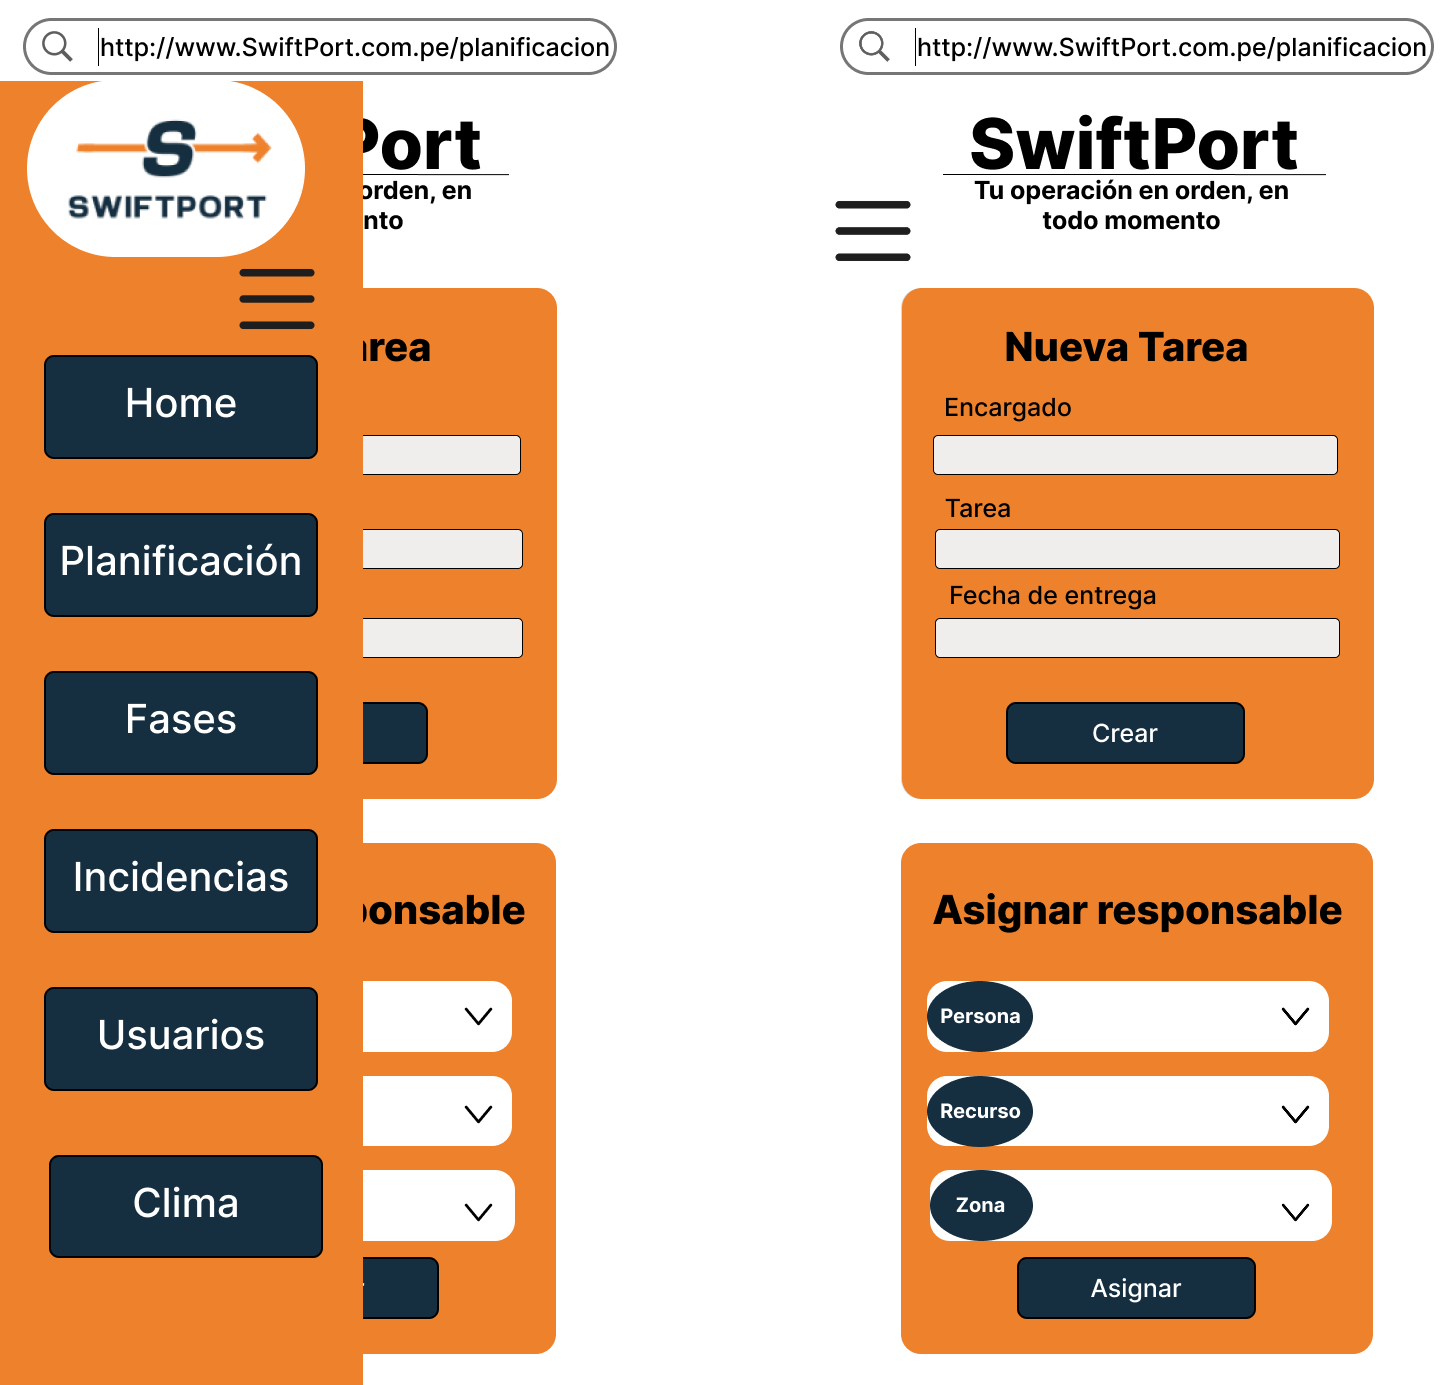 http://www.SwiftPort.com.pe/planificacion
S
SWIFTPORT
Home
Planificación
Fases
Incidencias
Usuarios
Clima
Port
orden, en
nto
rea
onsable
http://www.SwiftPort.com.pe/planificacion
SwiftPort
Tu operación en orden, en
todo momento
Nueva Tarea
Encargado
Tarea
Fecha de entrega
Crear
Asignar responsable
Persona
Recurso
Zona
Asignar